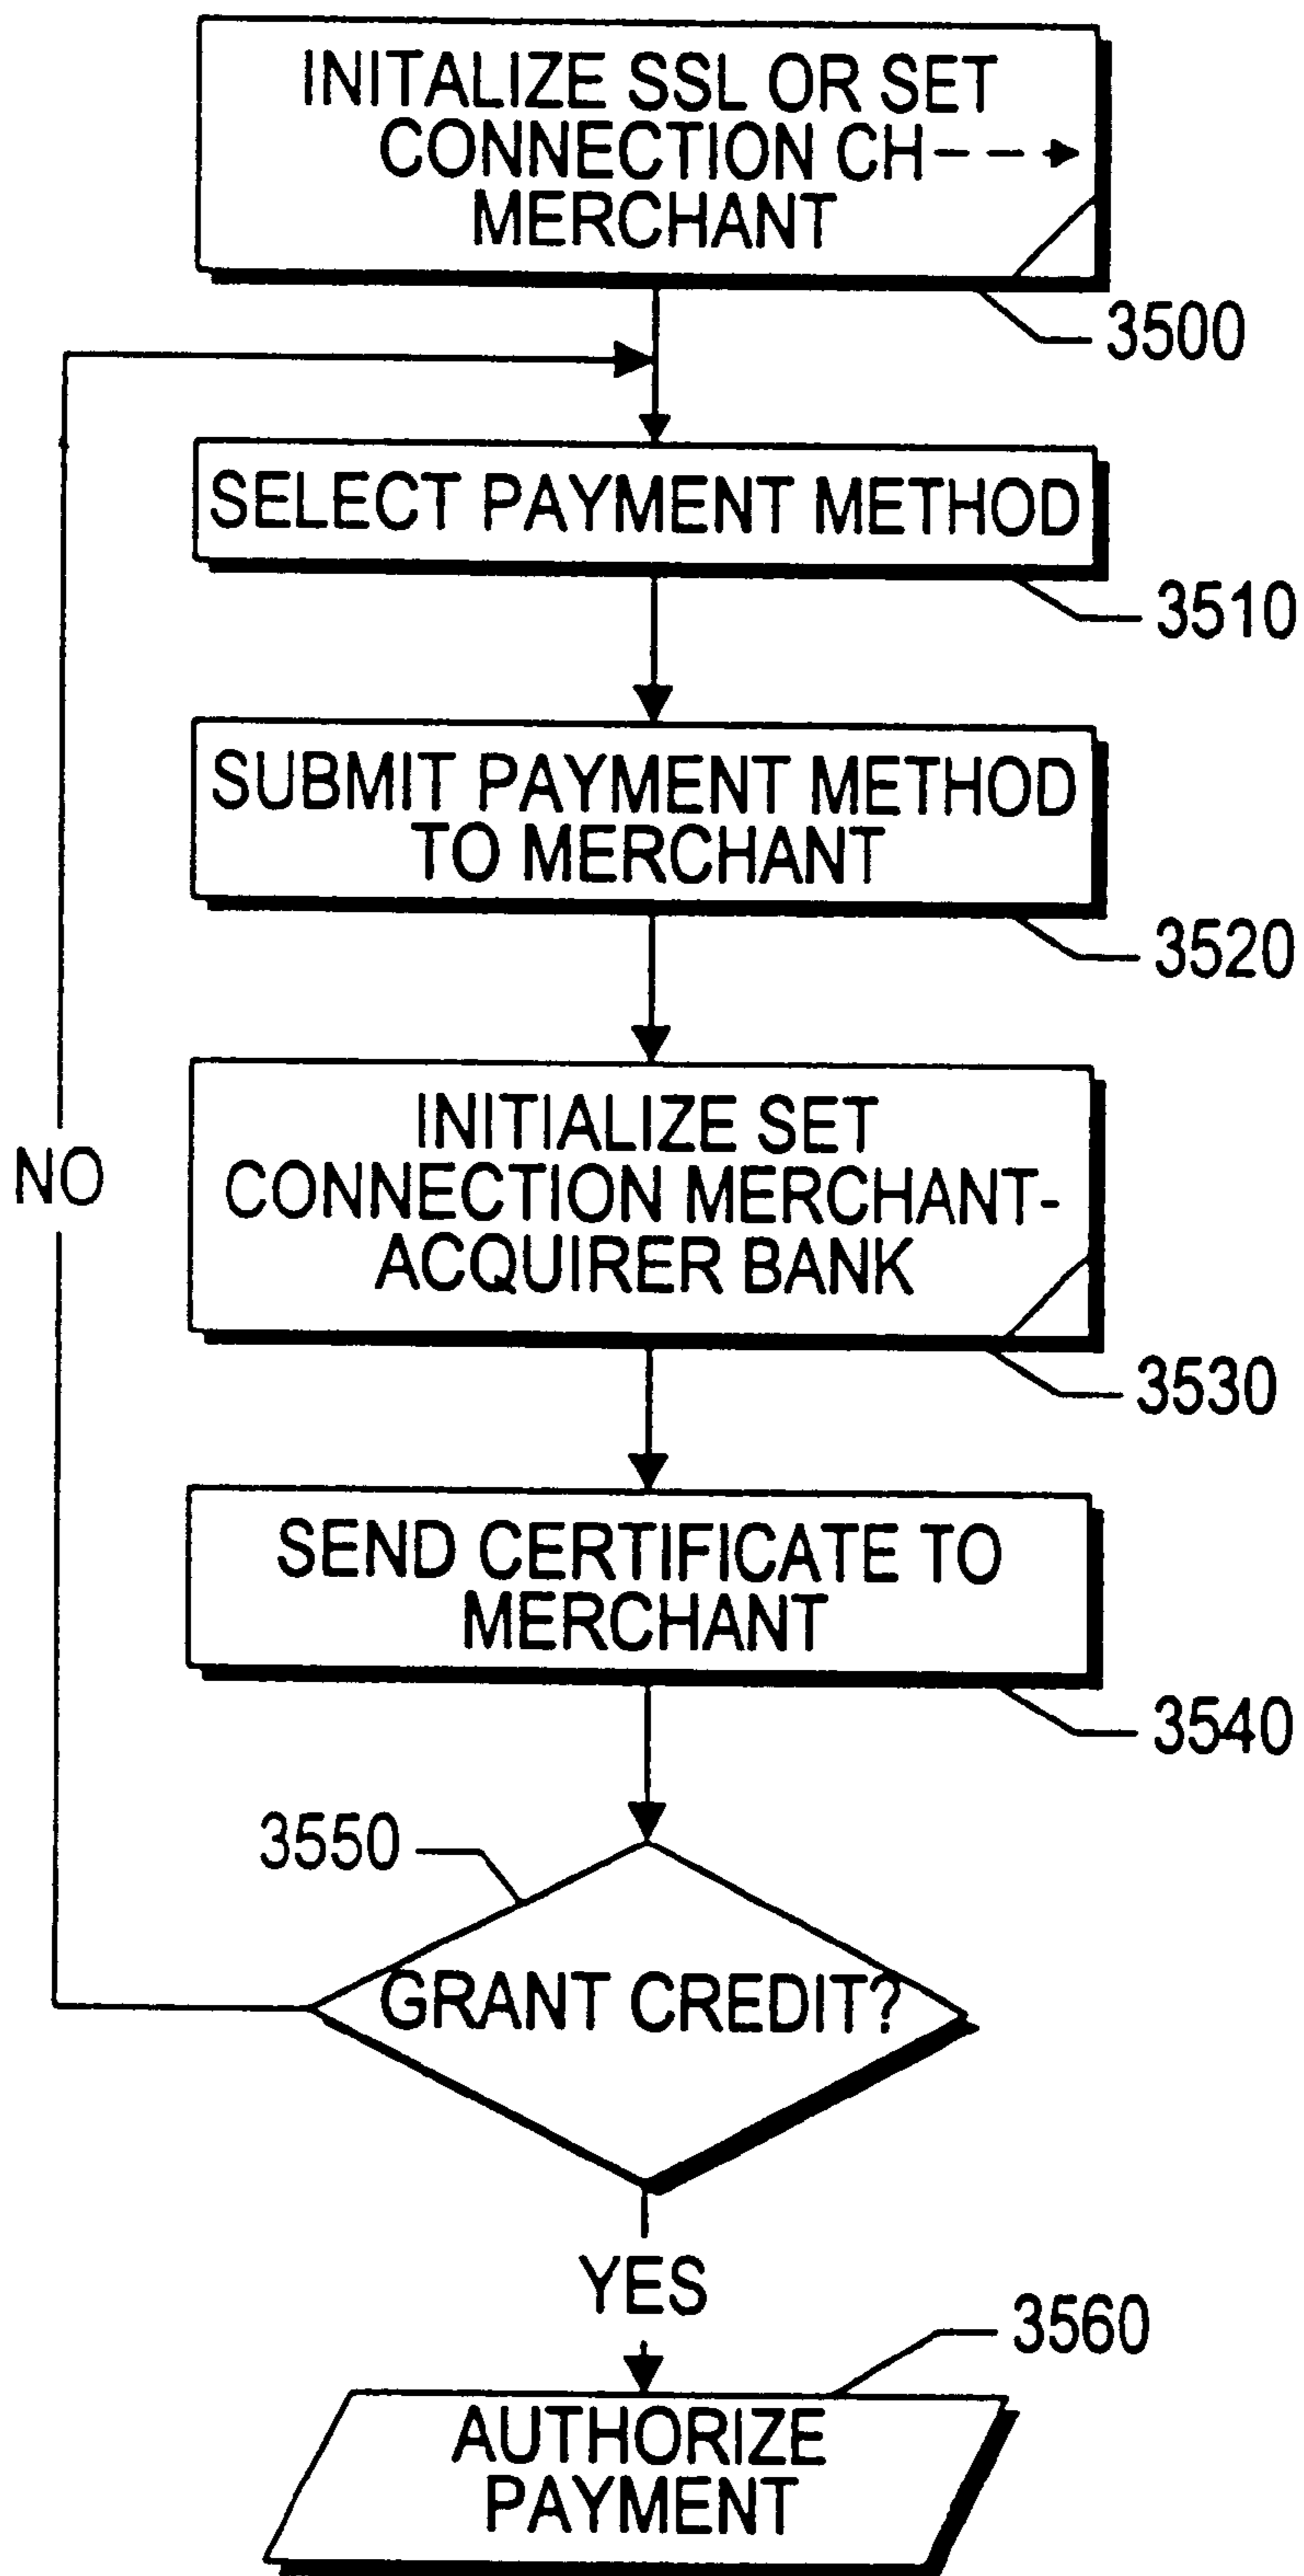 INITALIZE SSL OR SET
CONNECTION CH
MERCHANT
3500
SELECT PAYMENT METHOD
3510
SUBMIT PAYMENT METHOD
TO MERCHANT
3520
INITIALIZE SET
CONNECTION MERCHANT-
ACQUIRER BANK
NO
3530
SEND CERTIFICATE TO
MERCHANT
3540
3550
GRANT CREDIT?
YES
3560
AUTHORIZE
PAYMENT